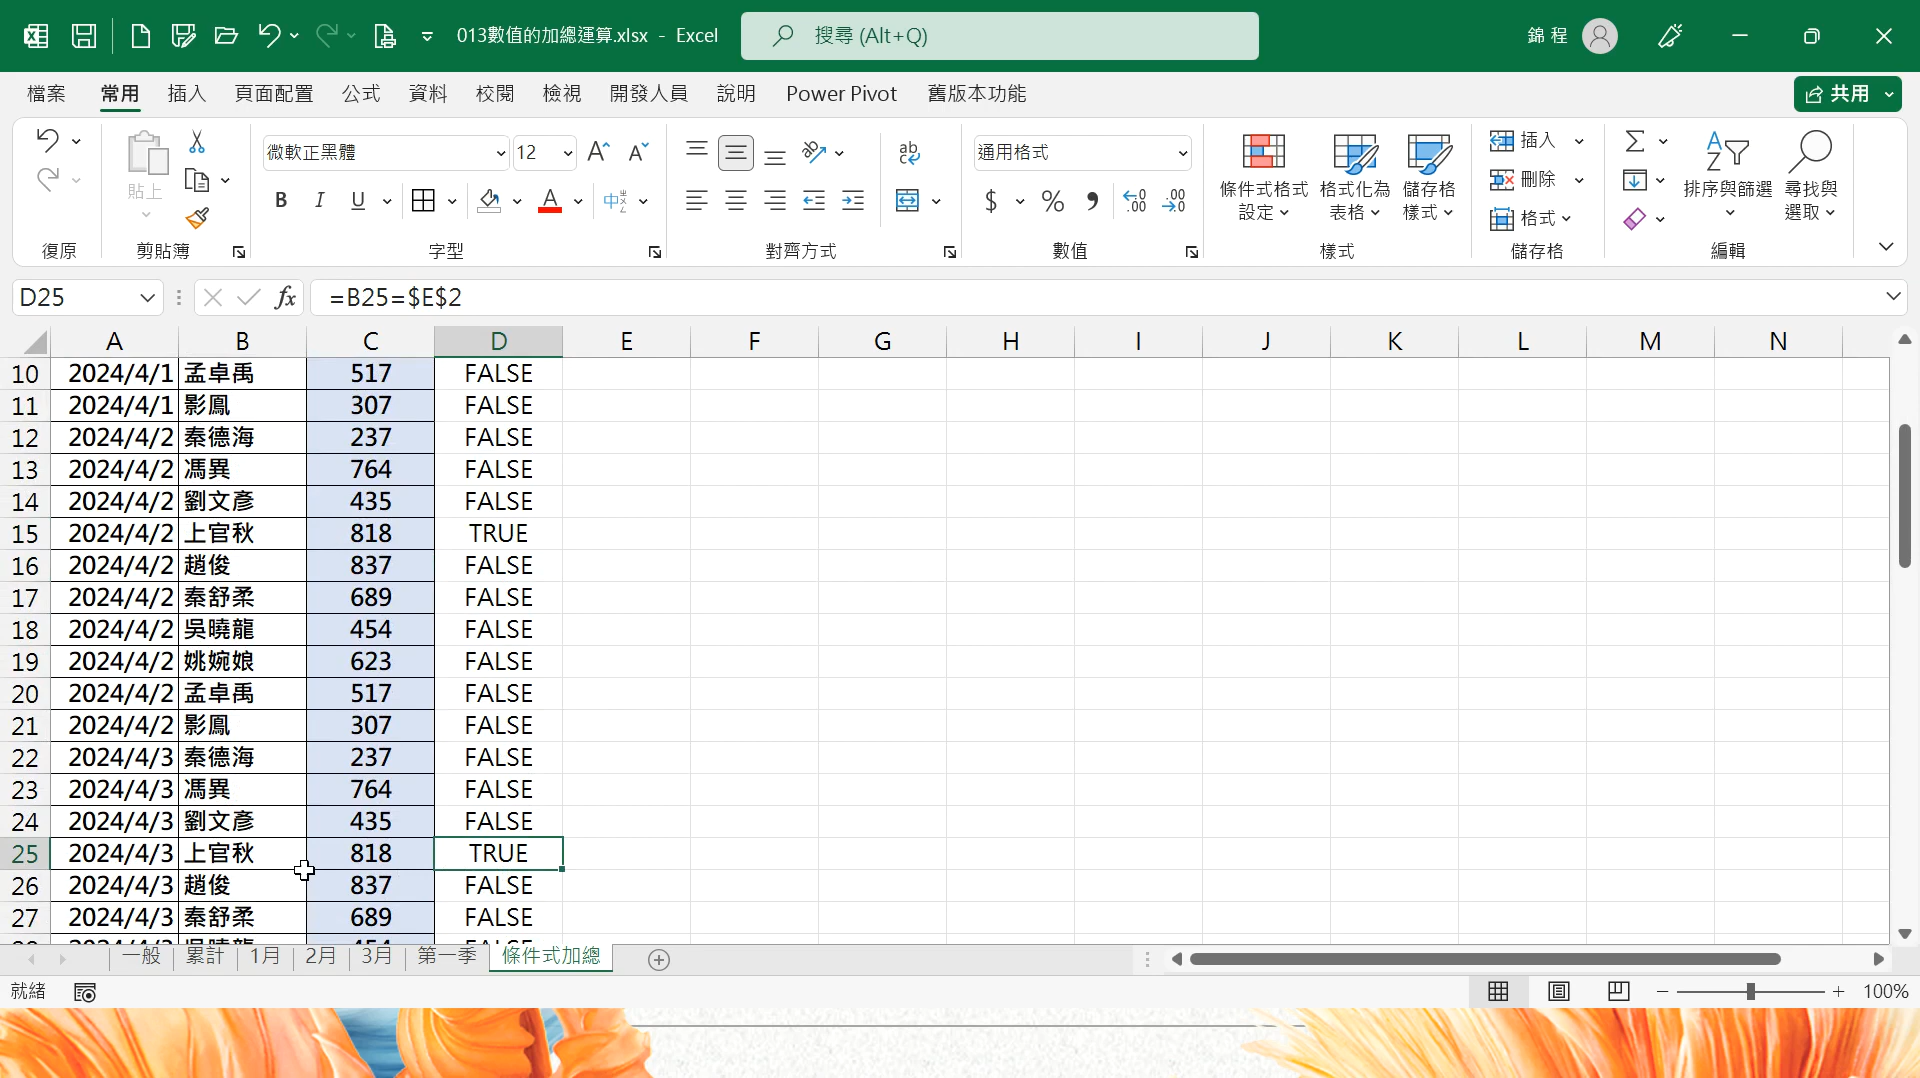 013數值的加總運算.xlsx - Excel
搜尋 (Alt+Q)
錦 程
檔案 常用 插入 頁面配置 公式 資料 校閱 檢視 開發人員 說明 Power Pivot 舊版本功能
共用
貼上
復原
剪貼簿
微軟正黑體 12
B I U A
字型
對齊方式
通用格式
$ % 9
數值
條件式格式
設定
格式化為
表格
儲存格
樣式
樣式
插入
刪除
格式
儲存格
排序與篩選
尋找與
選取
編輯
D25 fx =B25=$E$2
A B C D E F G H I J K L M N
10 2024/4/1 孟卓禹 517 FALSE
11 2024/4/1 影鳳 307 FALSE
12 2024/4/2 秦德海 237 FALSE
13 2024/4/2 馮異 764 FALSE
14 2024/4/2 劉文彥 435 FALSE
15 2024/4/2 上官秋 818 TRUE
16 2024/4/2 趙俊 837 FALSE
17 2024/4/2 秦舒柔 689 FALSE
18 2024/4/2 吳曉龍 454 FALSE
19 2024/4/2 姚婉娘 623 FALSE
20 2024/4/2 孟卓禹 517 FALSE
21 2024/4/2 影鳳 307 FALSE
22 2024/4/3 秦德海 237 FALSE
23 2024/4/3 馮異 764 FALSE
24 2024/4/3 劉文彥 435 FALSE
25 2024/4/3 上官秋 818 TRUE
26 2024/4/3 趙俊 837 FALSE
27 2024/4/3 秦舒柔 689 FALSE
一般 累計 1月 2月 3月 第一季 條件式加總
就緒
100%